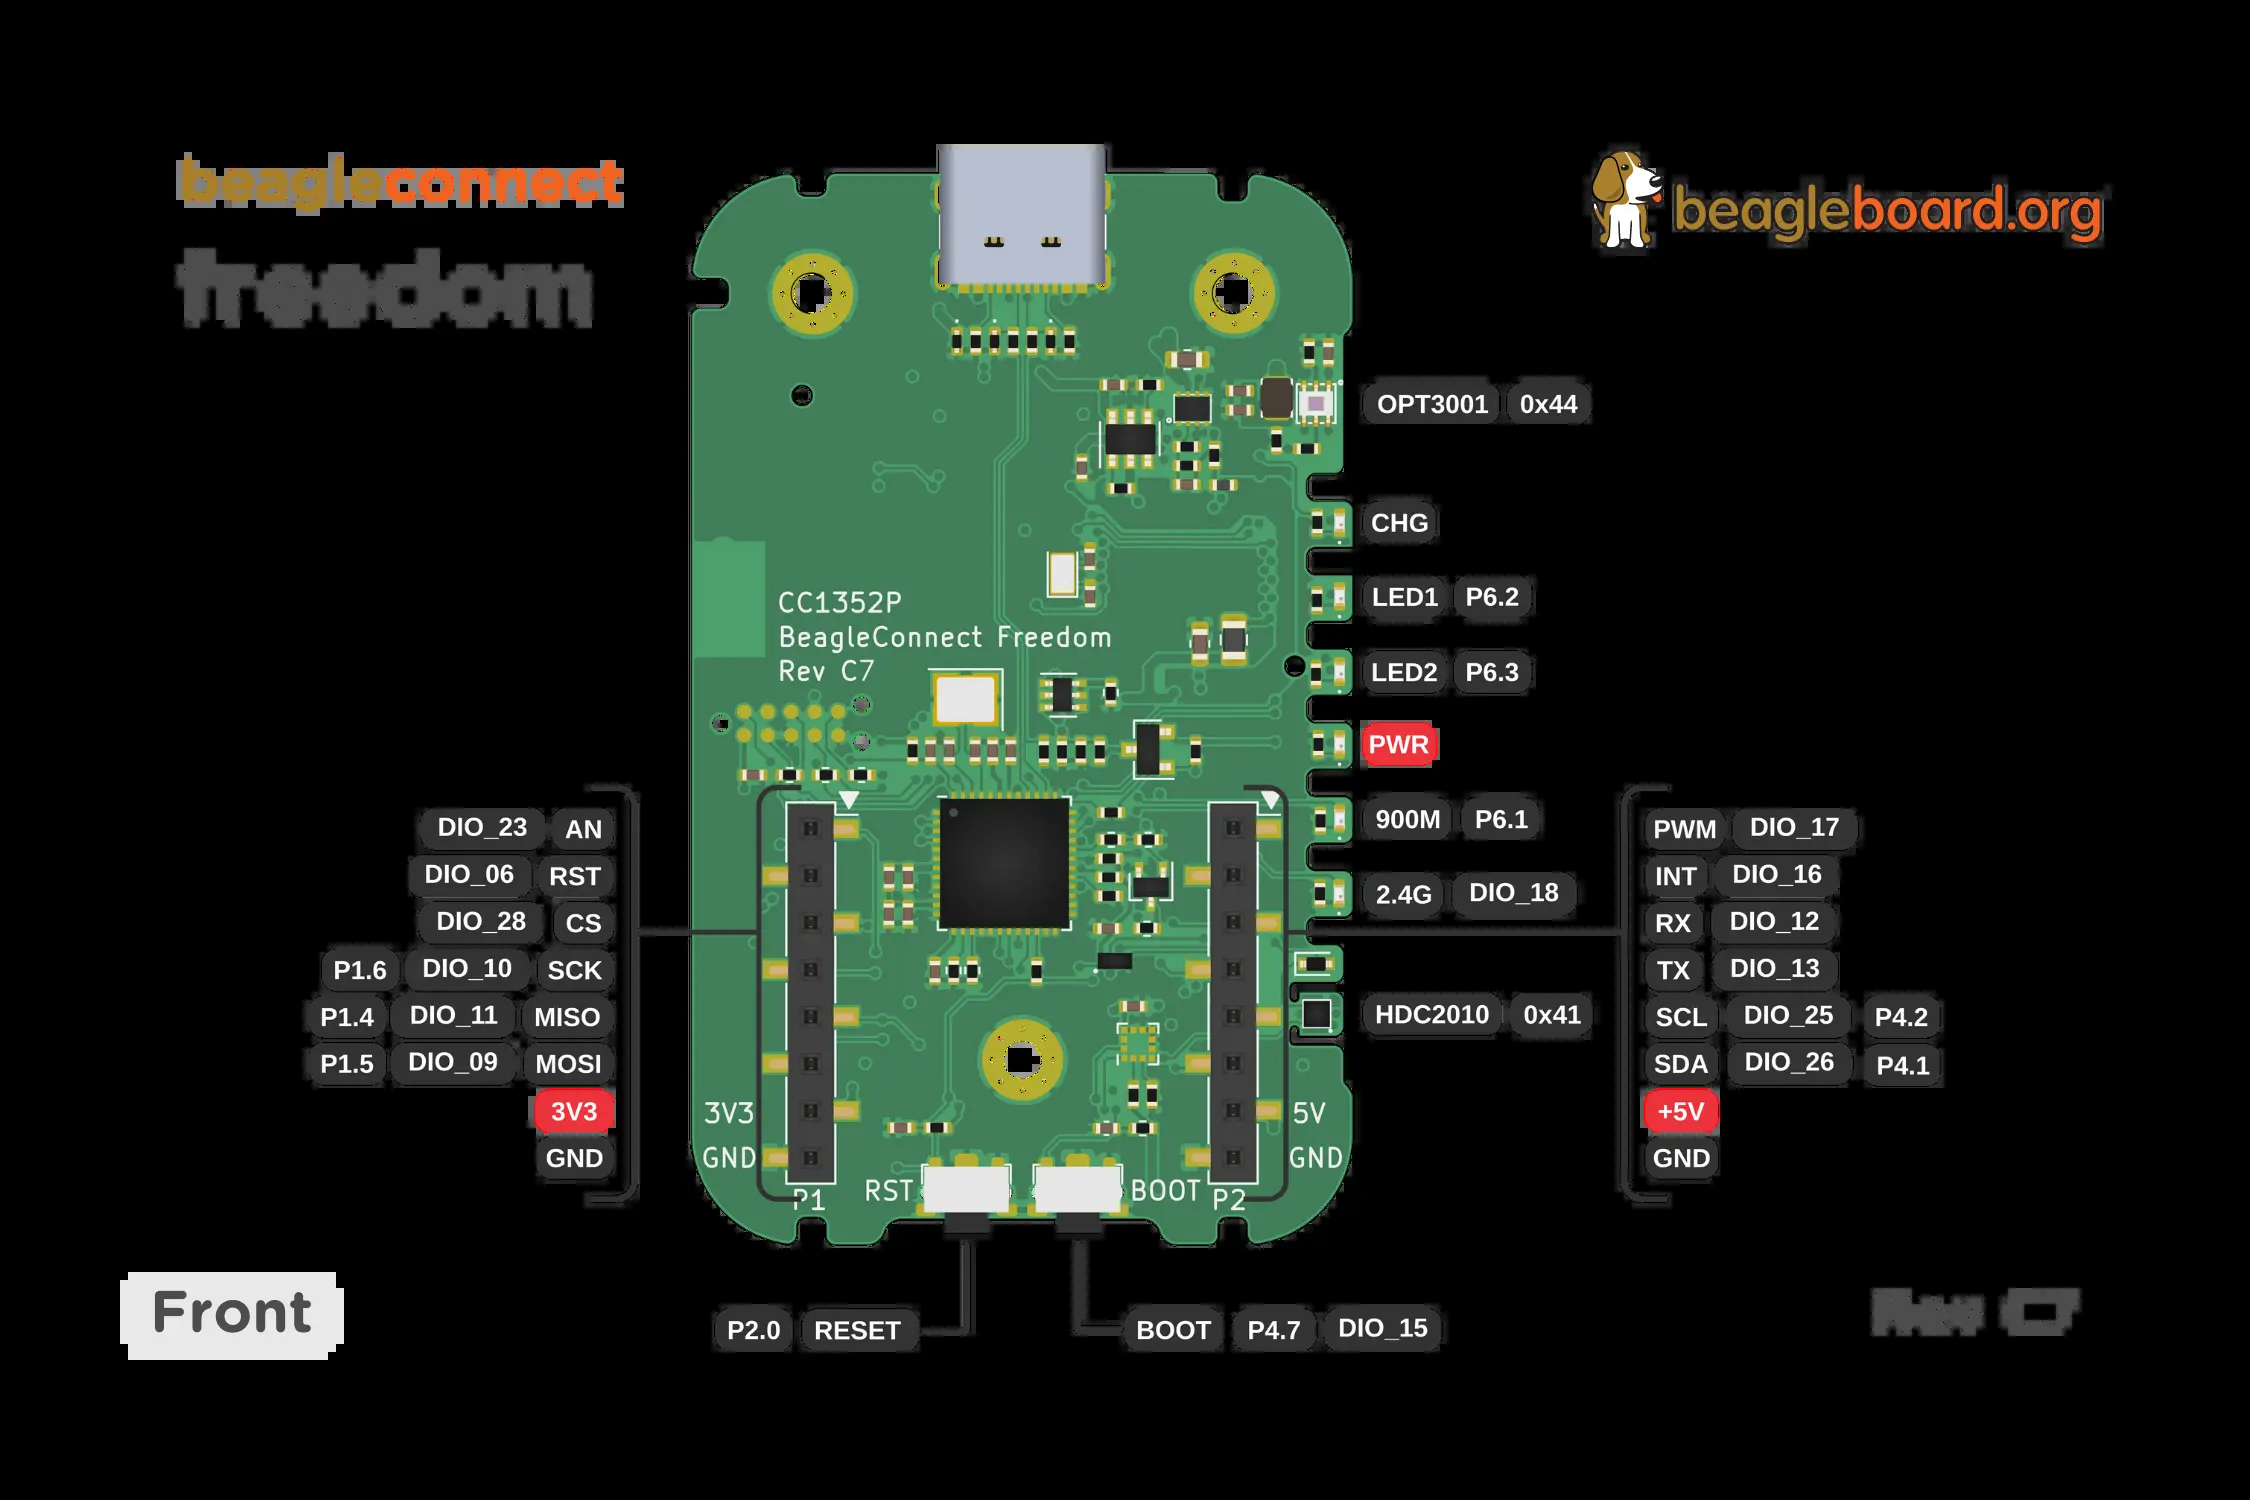 beagleconnect
freedom
beagleboard.org
OPT3001 0x44
CHG
LED1 P6.2
LED2 P6.3
PWR
900M P6.1
2.4G DIO_18
HDC2010 0x41
CC1352P
BeagleConnect Freedom
Rev C7
DIO_23 AN
DIO_06 RST
DIO_28 CS
P1.6 DIO_10 SCK
P1.4 DIO_11 MISO
P1.5 DIO_09 MOSI
3V3
GND
PWM DIO_17
INT DIO_16
RX DIO_12
TX DIO_13
SCL DIO_25 P4.2
SDA DIO_26 P4.1
+5V
GND
3V3
GND
P1
RST
BOOT
P2
5V
GND
P2.0 RESET
BOOT P4.7 DIO_15
Front
Rev C7